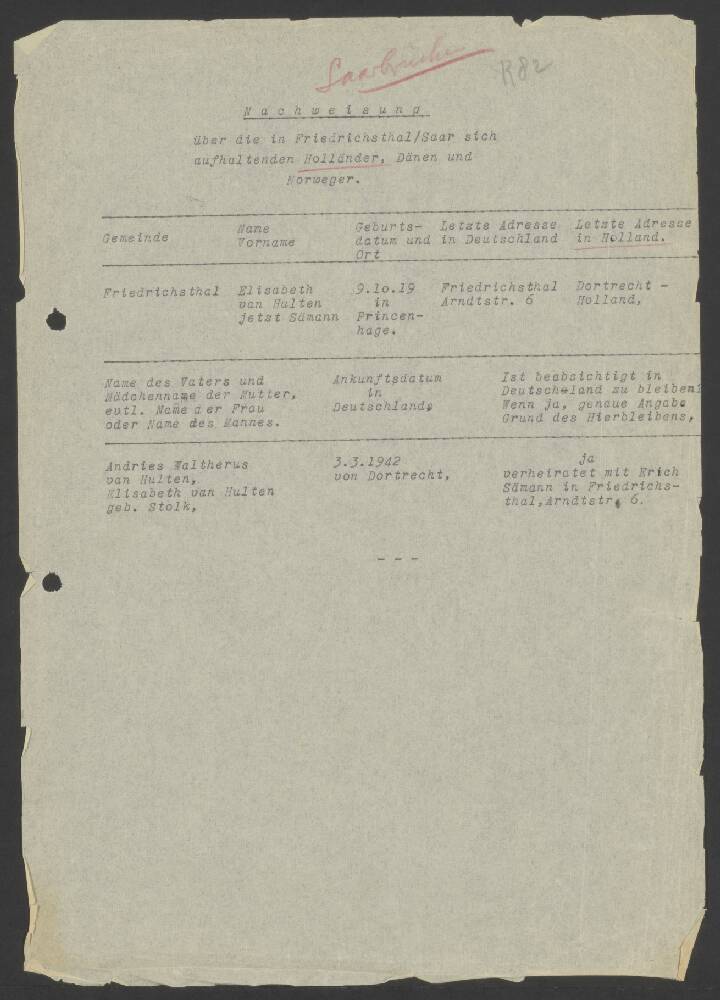 Saarbrücken
R82
Nachweisung
über die in Friedrichsthal/Saar sich
aufhaltenden Holländer, Dänen und
Norweger.
Gemeinde Name Vorname Geburts- datum und Ort Letzte Adresse in Deutschland Letzte Adresse in Holland.
Friedrichsthal Elisabeth van Hulten jetzt Sämann 9.10.19 in Princen- hage. Friedrichsthal Arndtstr. 6 Dortrecht - Holland,
Name des Vaters und
Mädchenname der Mutter,
evtl. Name der Frau
oder Name des Mannes.
Ankunftsdatum
in
Deutschland,
Ist beabsichtigt in
Deutscheland zu bleiben?
Wenn ja, genaue Angabe
Grund des Hierbleibens,
Andries Waltherus
van Hulten,
Elisabeth van Hulten
geb. Stolk,
3.3.1942
von Dortrecht,
ja
verheiratet mit Erich
Sämann in Friedrichs-
thal,Arndtstr. 6.
- - -